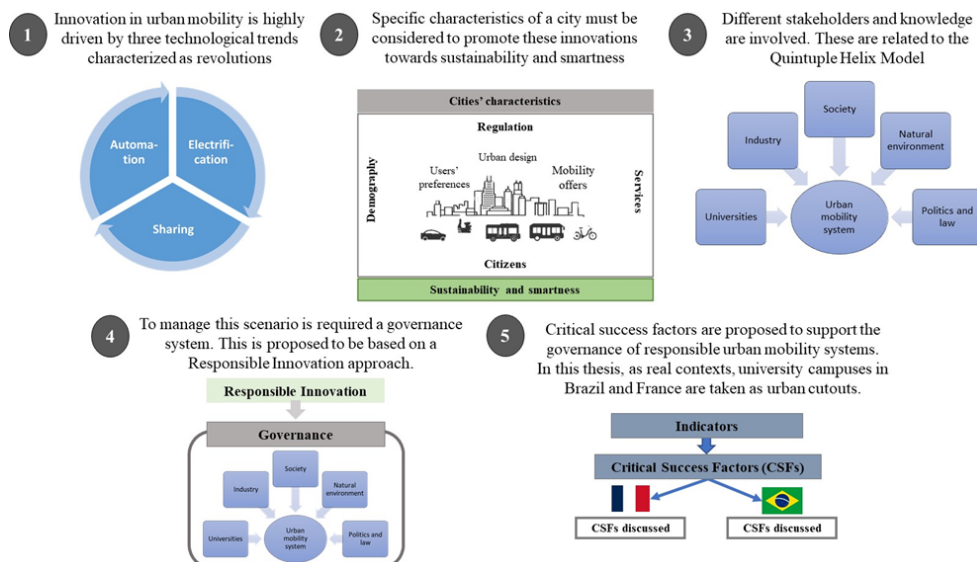 1
Innovation in urban mobility is highly
driven by three technological trends
characterized as revolutions
Automa-
tion
Electrifi-
cation
Sharing
2
Specific characteristics of a city must be
considered to promote these innovations
towards sustainability and smartness
Cities' characteristics
Regulation
Demography
Urban design
Users'
preferences
Mobility
offers
Services
Citizens
Sustainability and smartness
3
Different stakeholders and knowledge
are involved. These are related to the
Quintuple Helix Model
Society
Industry
Natural
environment
Universities
Urban
mobility
system
Politics and
law
4
To manage this scenario is required a governance
system. This is proposed to be based on a
Responsible Innovation approach.
Responsible Innovation
Governance
Society
Industry
Natural
environment
Universities
Urban
mobility
system
Politics and
law
5
Critical success factors are proposed to support the
governance of responsible urban mobility systems.
In this thesis, as real contexts, university campuses in
Brazil and France are taken as urban cutouts.
Indicators
Critical Success Factors (CSFs)
CSFs discussed
CSFs discussed